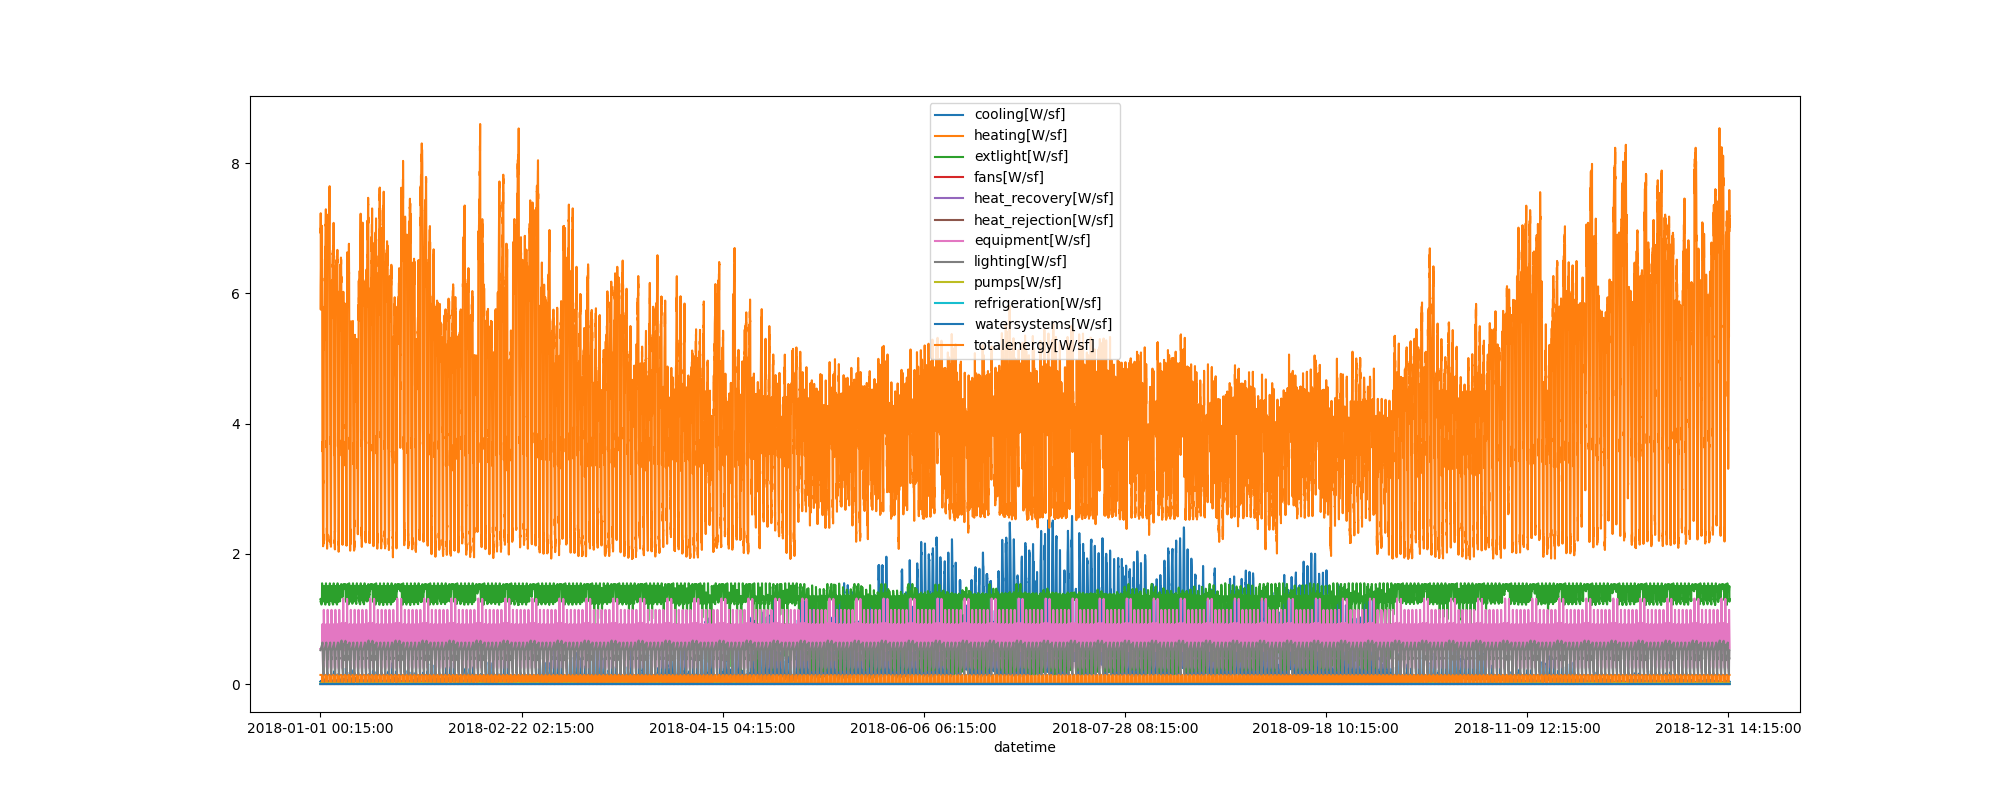 cooling[W/sf]
heating[W/sf]
extlight[W/sf]
fans[W/sf]
heat_recovery[W/sf]
heat_rejection[W/sf]
equipment[W/sf]
lighting[W/sf]
pumps[W/sf]
refrigeration[W/sf]
watersystems[W/sf]
totalenergy[W/sf]
8
6
4
2
0
2018-01-01 00:15:00 2018-02-22 02:15:00 2018-04-15 04:15:00 2018-06-06 06:15:00 2018-07-28 08:15:00 2018-09-18 10:15:00 2018-11-09 12:15:00 2018-12-31 14:15:00
datetime